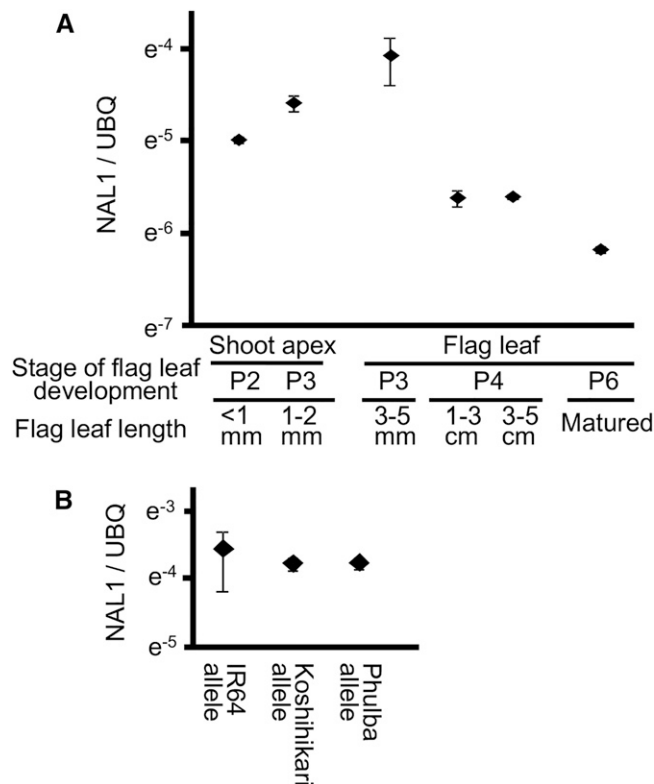 A
NAL1 / UBQ
e-4
e-5
e-6
e-7
Shoot apex Flag leaf
Stage of flag leaf
development
P2 P3 P3 P4 P6
Flag leaf length
<1
mm
1-2
mm
3-5
mm
1-3
cm
3-5
cm
Matured
B
NAL1 / UBQ
e-3
e-4
e-5
IR64
allele
Koshihikari
allele
Phulba
allele